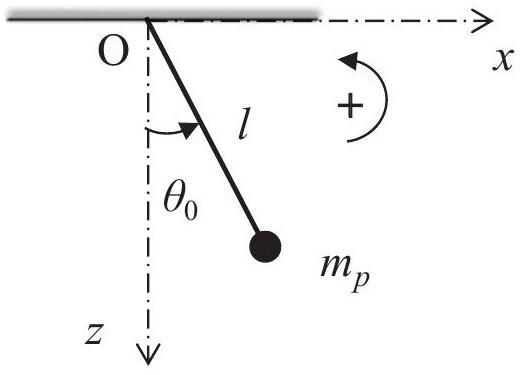 O
x
+
l
θ₀
mₚ
z